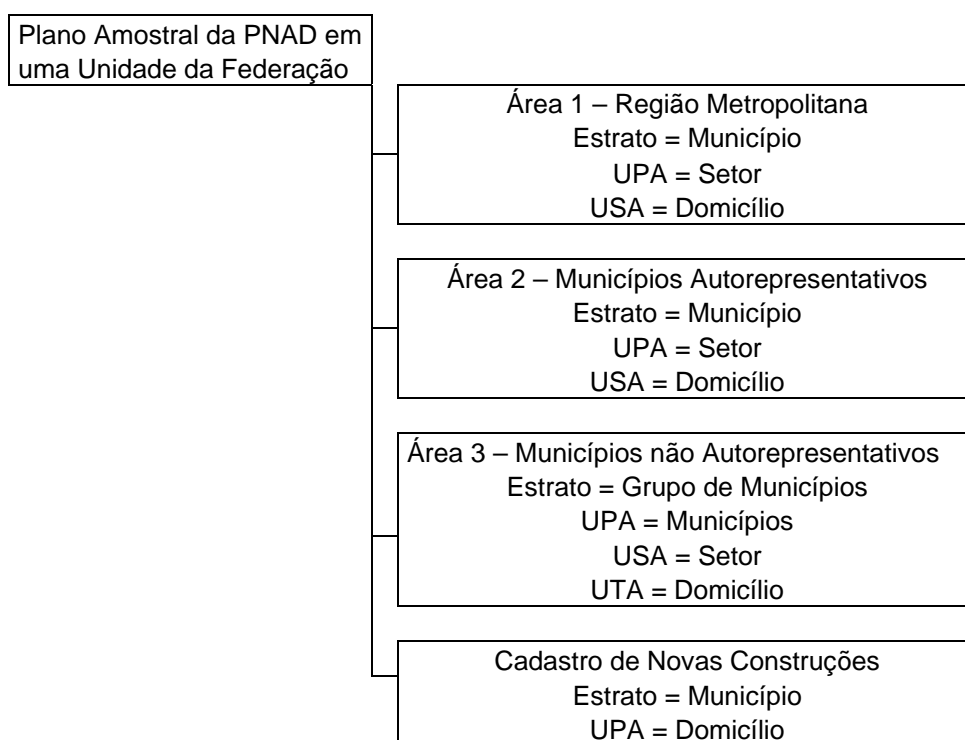 Plano Amostral da PNAD em
uma Unidade da Federação
Área 1 – Região Metropolitana
Estrato = Município
UPA = Setor
USA = Domicílio
Área 2 – Municípios Autorepresentativos
Estrato = Município
UPA = Setor
USA = Domicílio
Área 3 – Municípios não Autorepresentativos
Estrato = Grupo de Municípios
UPA = Municípios
USA = Setor
UTA = Domicílio
Cadastro de Novas Construções
Estrato = Município
UPA = Domicílio